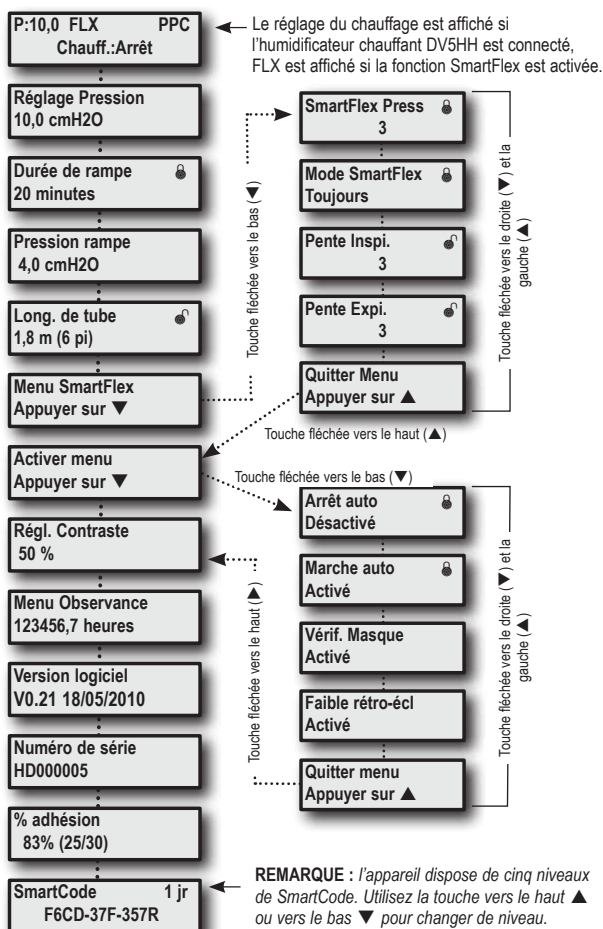 P:10,0 FLX PPC
Chauff.:Arrêt
Le réglage du chauffage est affiché si
l'humidificateur chauffant DV5HH est connecté,
FLX est affiché si la fonction SmartFlex est activée.
Réglage Pression
10,0 cmH2O
Durée de rampe
20 minutes
Pression rampe
4,0 cmH2O
Long. de tube
1,8 m (6 pi)
Menu SmartFlex
Appuyer sur ▼
Touche fléchée vers le bas (▼)
SmartFlex Press
3
Mode SmartFlex
Toujours
Pente Inspi.
3
Pente Expi.
3
Quitter Menu
Appuyer sur ▲
Touche fléchée vers le droite (▼) et la
gauche (▲)
Touche fléchée vers le haut (▲)
Activer menu
Appuyer sur ▼
Touche fléchée vers le bas (▼)
Régl. Contraste
50 %
Menu Observance
123456,7 heures
Version logiciel
V0.21 18/05/2010
Numéro de série
HD000005
% adhésion
83% (25/30)
SmartCode 1 jr
F6CD-37F-357R
Touche fléchée vers le haut (▲)
Arrêt auto
Désactivé
Marche auto
Activé
Vérif. Masque
Activé
Faible rétro-écl
Activé
Quitter menu
Appuyer sur ▲
Touche fléchée vers le droite (▼) et la
gauche (▲)
REMARQUE : l'appareil dispose de cinq niveaux
de SmartCode. Utilisez la touche vers le haut ▲
ou vers le bas ▼ pour changer de niveau.